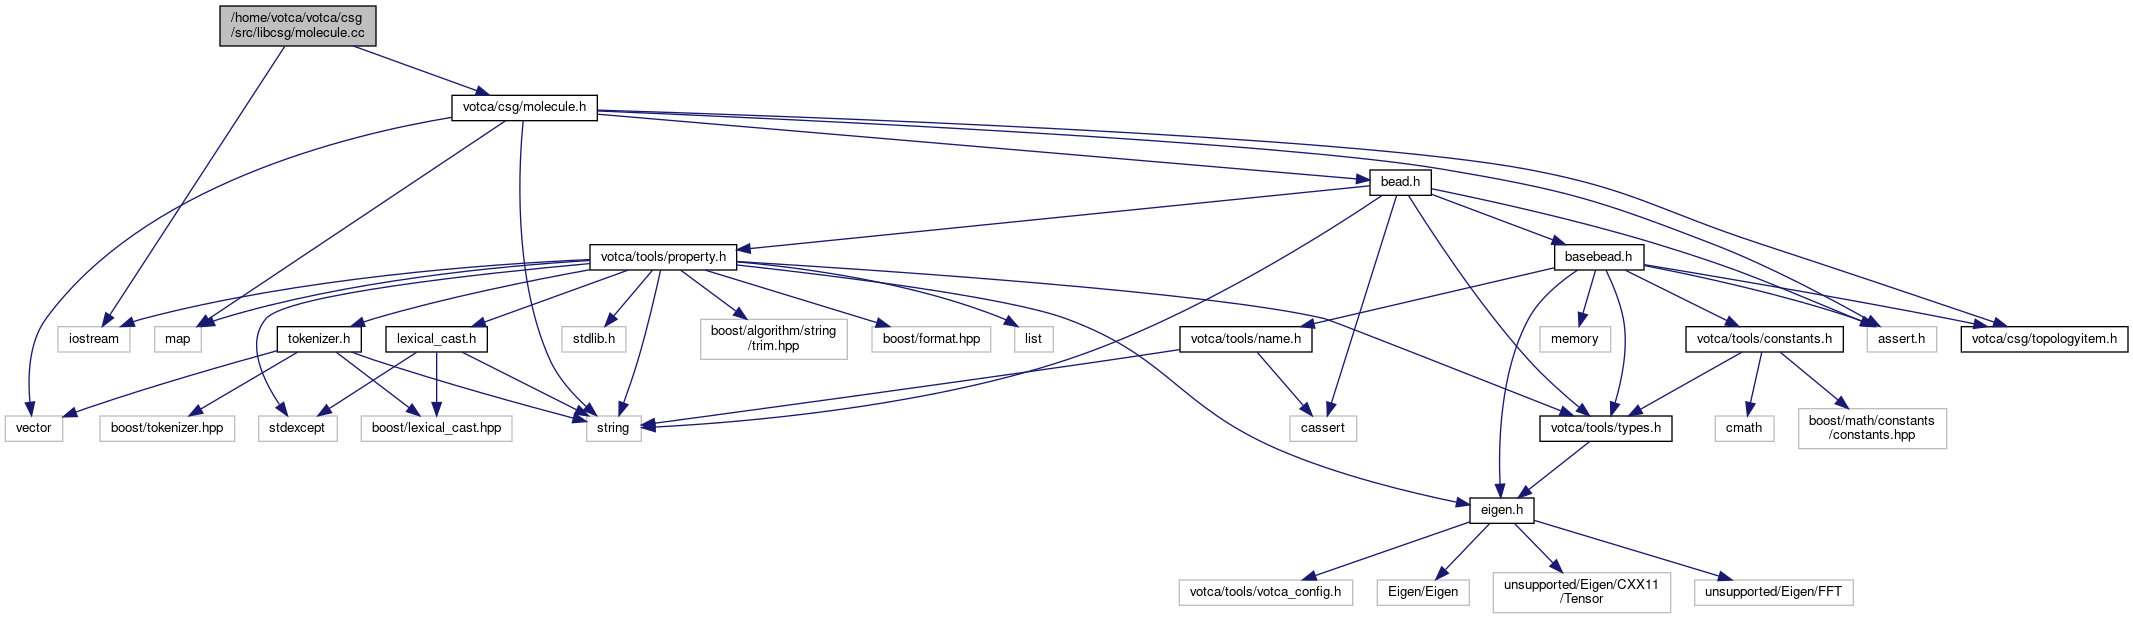 /home/votca/votca/csg
/src/libcsg/molecule.cc
votca/csg/molecule.h
bead.h
votca/tools/property.h
basebead.h
iostream
map
tokenizer.h
lexical_cast.h
stdlib.h
boost/algorithm/string
/trim.hpp
boost/format.hpp
list
votca/tools/name.h
memory
votca/tools/constants.h
assert.h
votca/csg/topologyitem.h
vector
boost/tokenizer.hpp
stdexcept
boost/lexical_cast.hpp
string
cassert
votca/tools/types.h
cmath
boost/math/constants
/constants.hpp
eigen.h
votca/tools/votca_config.h
Eigen/Eigen
unsupported/Eigen/CXX11
/Tensor
unsupported/Eigen/FFT